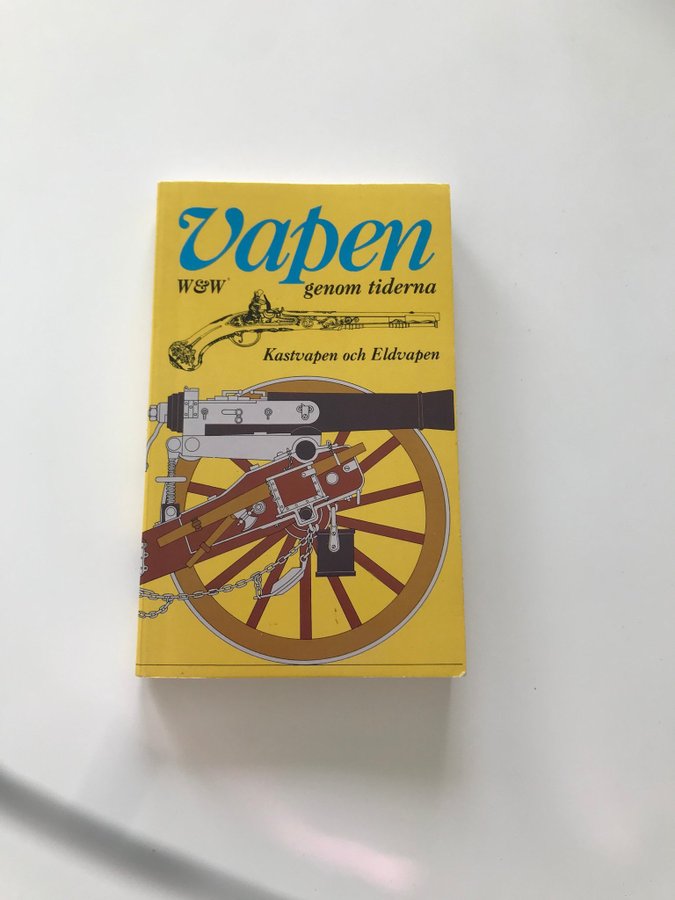 Vapen
W&W
genom tiderna
Kastvapen och Eldvapen